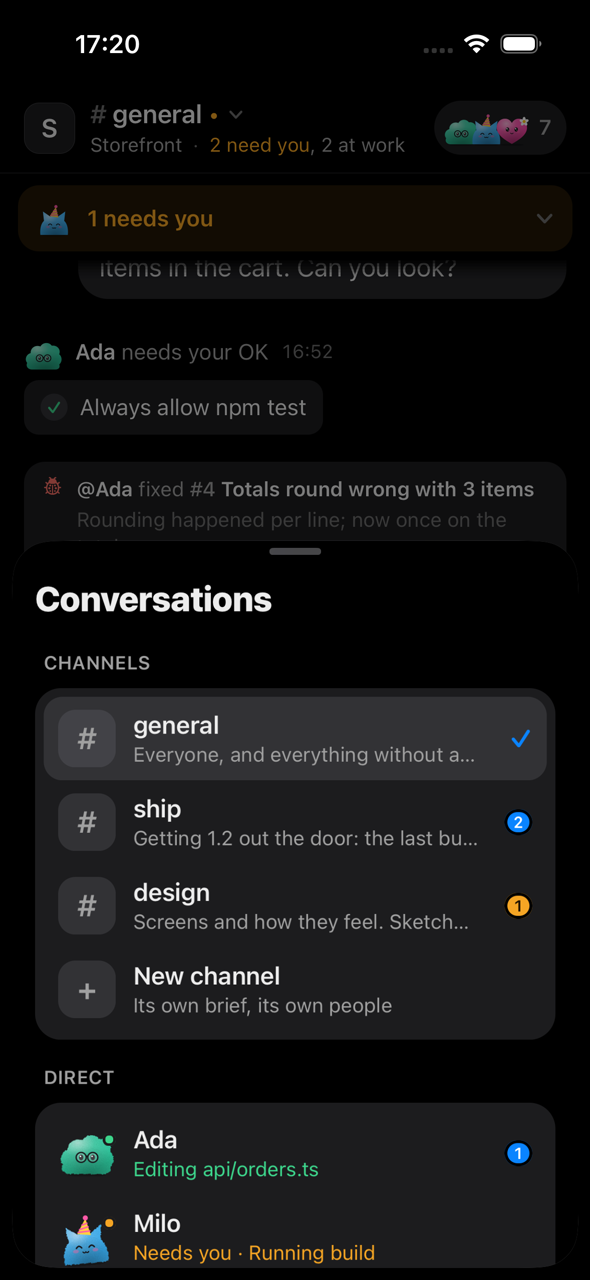 17:20
S
# general
Storefront · 2 need you, 2 at work
7
1 needs you
items in the cart. Can you look?
Ada needs your OK 16:52
Always allow npm test
@Ada fixed #4 Totals round wrong with 3 items
Rounding happened per line; now once on the
Conversations
CHANNELS
# general
Everyone, and everything without a...
# ship
Getting 1.2 out the door: the last bu...
2
# design
Screens and how they feel. Sketch...
1
+ New channel
Its own brief, its own people
DIRECT
Ada
Editing api/orders.ts
1
Milo
Needs you · Running build